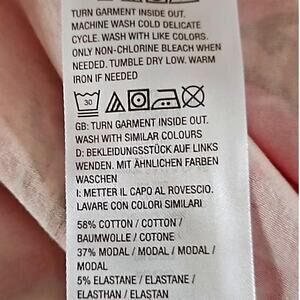 TURN GARMENT INSIDE OUT.
MACHINE WASH COLD DELICATE
CYCLE. WASH WITH LIKE COLORS.
ONLY NON-CHLORINE BLEACH WHEN
NEEDED. TUMBLE DRY LOW. WARM
IRON IF NEEDED
30
GB: TURN GARMENT INSIDE OUT.
WASH WITH SIMILAR COLOURS
D: BEKLEIDUNGSSTÜCK AUF LINKS
WENDEN. MIT ÄHNLICHEN FARBEN
WASCHEN
I: METTER IL CAPO AL ROVESCIO.
LAVARE CON COLORI SIMILARI
58% COTTON / COTTON /
BAUMWOLLE / COTONE
37% MODAL / MODAL / MODAL /
MODAL
5% ELASTANE / ELASTANE /
ELASTHAN / ELASTAN